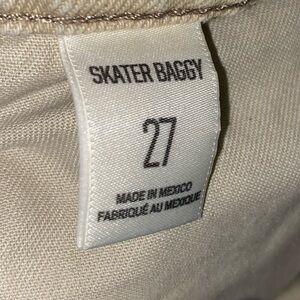 SKATER BAGGY
27
MADE IN MEXICO
FABRIQUÉ AU MEXIQUE